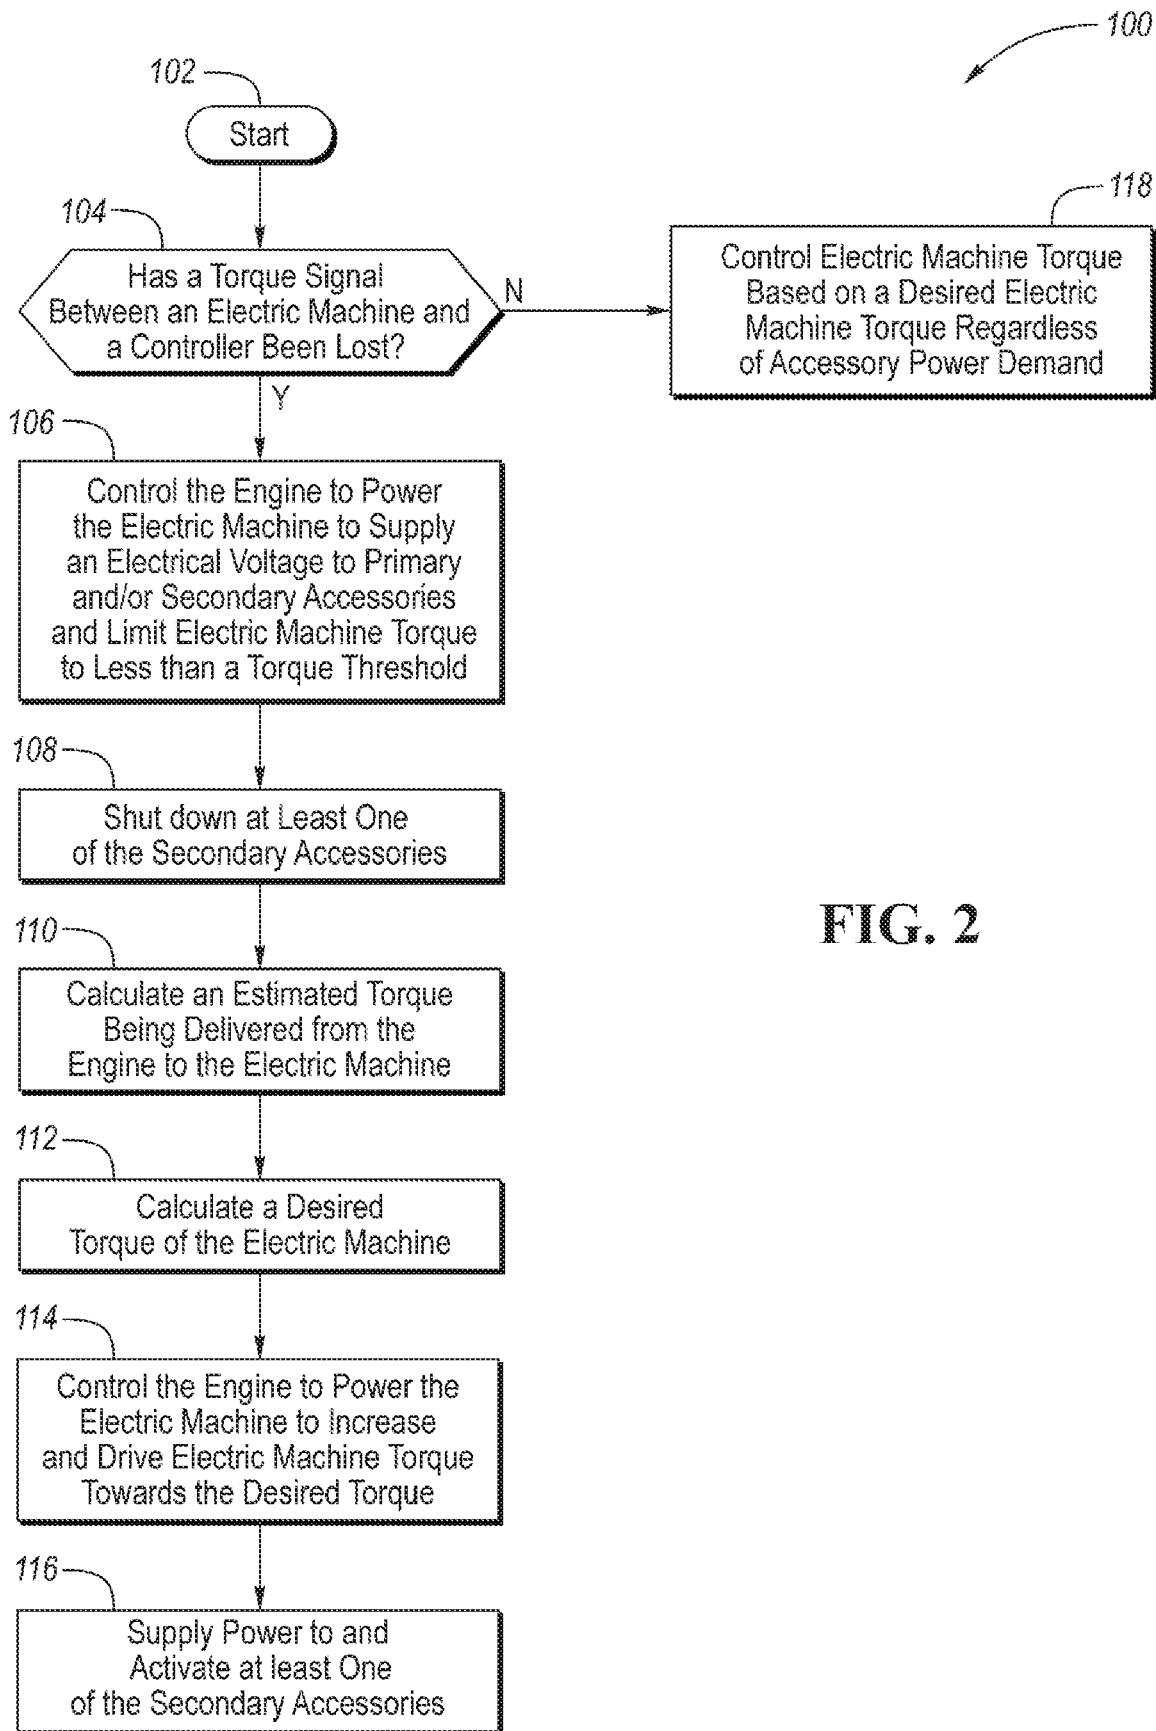 100
102
Start
104
Has a Torque Signal
Between an Electric Machine and
a Controller Been Lost?
N
118
Control Electric Machine Torque
Based on a Desired Electric
Machine Torque Regardless
of Accessory Power Demand
Y
106
Control the Engine to Power
the Electric Machine to Supply
an Electrical Voltage to Primary
and/or Secondary Accessories
and Limit Electric Machine Torque
to Less than a Torque Threshold
108
Shut down at Least One
of the Secondary Accessories
110
Calculate an Estimated Torque
Being Delivered from the
Engine to the Electric Machine
112
Calculate a Desired
Torque of the Electric Machine
114
Control the Engine to Power the
Electric Machine to Increase
and Drive Electric Machine Torque
Towards the Desired Torque
116
Supply Power to and
Activate at least One
of the Secondary Accessories
FIG. 2